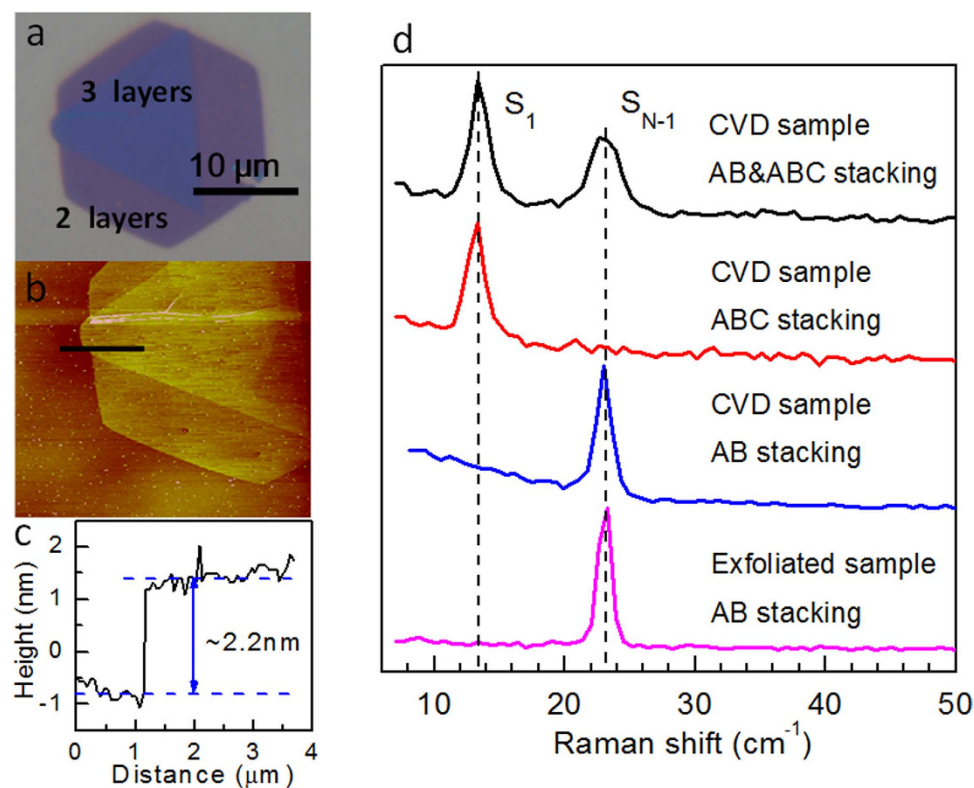 a
3 layers
10 µm
2 layers
b
c
2
1
0
-1
Height (nm)
~2.2nm
0 1 2 3 4
Distance (µm)
d
S1
SN-1
CVD sample
AB&ABC stacking
CVD sample
ABC stacking
CVD sample
AB stacking
Exfoliated sample
AB stacking
10 20 30 40 50
Raman shift (cm-1)